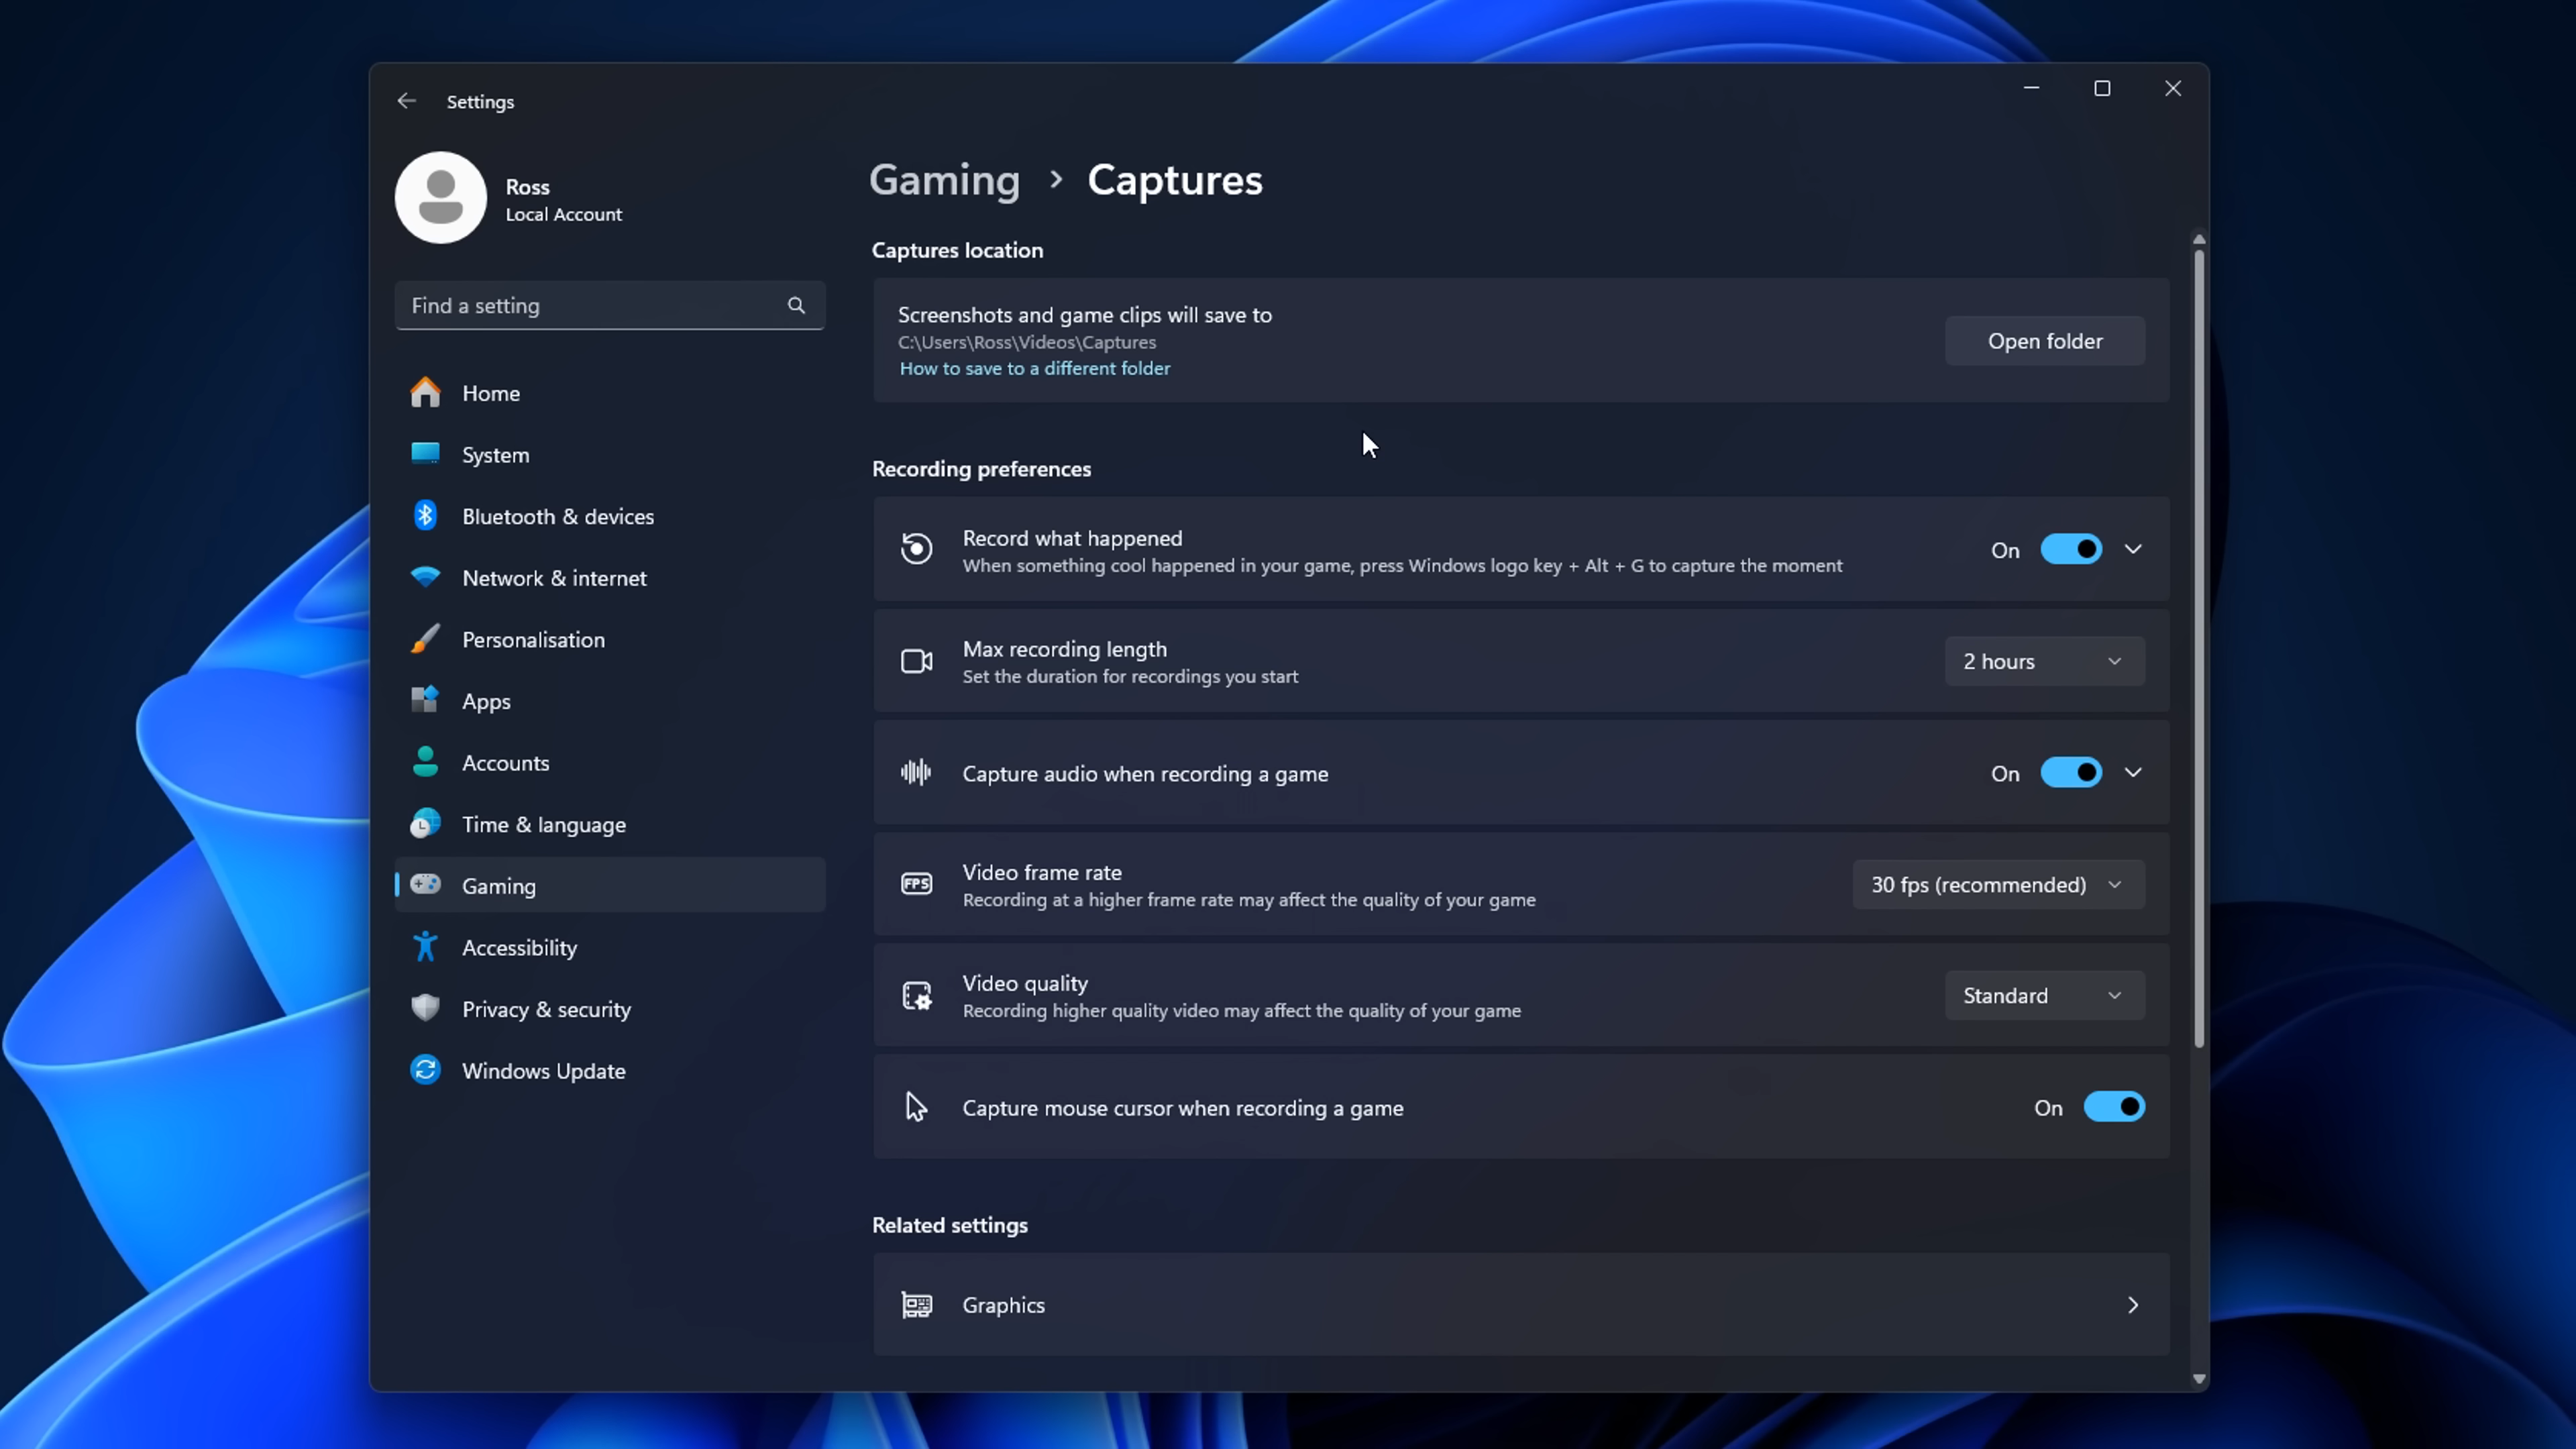 Settings
Ross
Local Account
Find a setting
Home
System
Bluetooth & devices
Network & internet
Personalisation
Apps
Accounts
Time & language
Gaming
Accessibility
Privacy & security
Windows Update
Gaming > Captures
Captures location
Screenshots and game clips will save to
C:\Users\Ross\Videos\Captures
How to save to a different folder
Open folder
Recording preferences
Record what happened
When something cool happened in your game, press Windows logo key + Alt + G to capture the moment
On
Max recording length
Set the duration for recordings you start
2 hours
Capture audio when recording a game
On
FPS
Video frame rate
Recording at a higher frame rate may affect the quality of your game
30 fps (recommended)
Video quality
Recording higher quality video may affect the quality of your game
Standard
Capture mouse cursor when recording a game
On
Related settings
Graphics